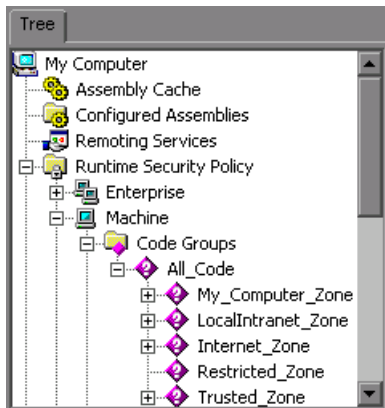 Tree
My Computer
Assembly Cache
Configured Assemblies
Remoting Services
Runtime Security Policy
Enterprise
Machine
Code Groups
All_Code
My_Computer_Zone
LocalIntranet_Zone
Internet_Zone
Restricted_Zone
Trusted_Zone